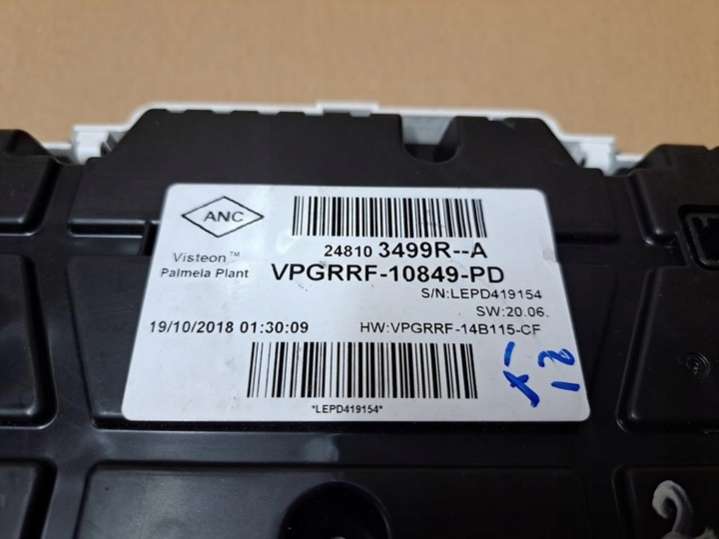 ANC
24810 3499R--A
Visteon™
Palmela Plant
VPGRRF-10849-PD
S/N:LEPD419154
SW:20.06.
19/10/2018 01:30:09
HW:VPGRRF-14B115-CF
*LEPD419154*